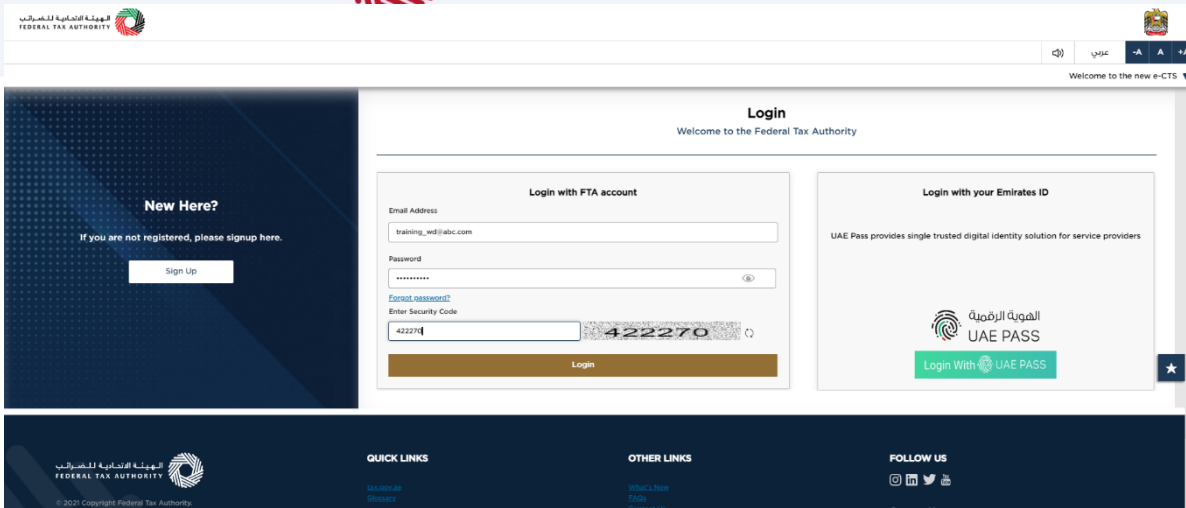 الهيئة الاتحادية للضرائب
FEDERAL TAX AUTHORITY
عربي
-A
A
Welcome to the new e-CTS
Login
Welcome to the Federal Tax Authority
New Here?
If you are not registered, please signup here.
Sign Up
Login with FTA account
Email Address
training_wd@abc.com
Password
Forgot password?
Enter Security Code
422270
422270
Login
Login with your Emirates ID
UAE Pass provides single trusted digital identity solution for service providers
الهوية الرقمية
UAE PASS
Login With UAE PASS
الهيئة الاتحادية للضرائب
FEDERAL TAX AUTHORITY
© 2021 Copyright Federal Tax Authority.
QUICK LINKS
tax.gov.ae
Glossary
OTHER LINKS
What's New
FAQs
FOLLOW US